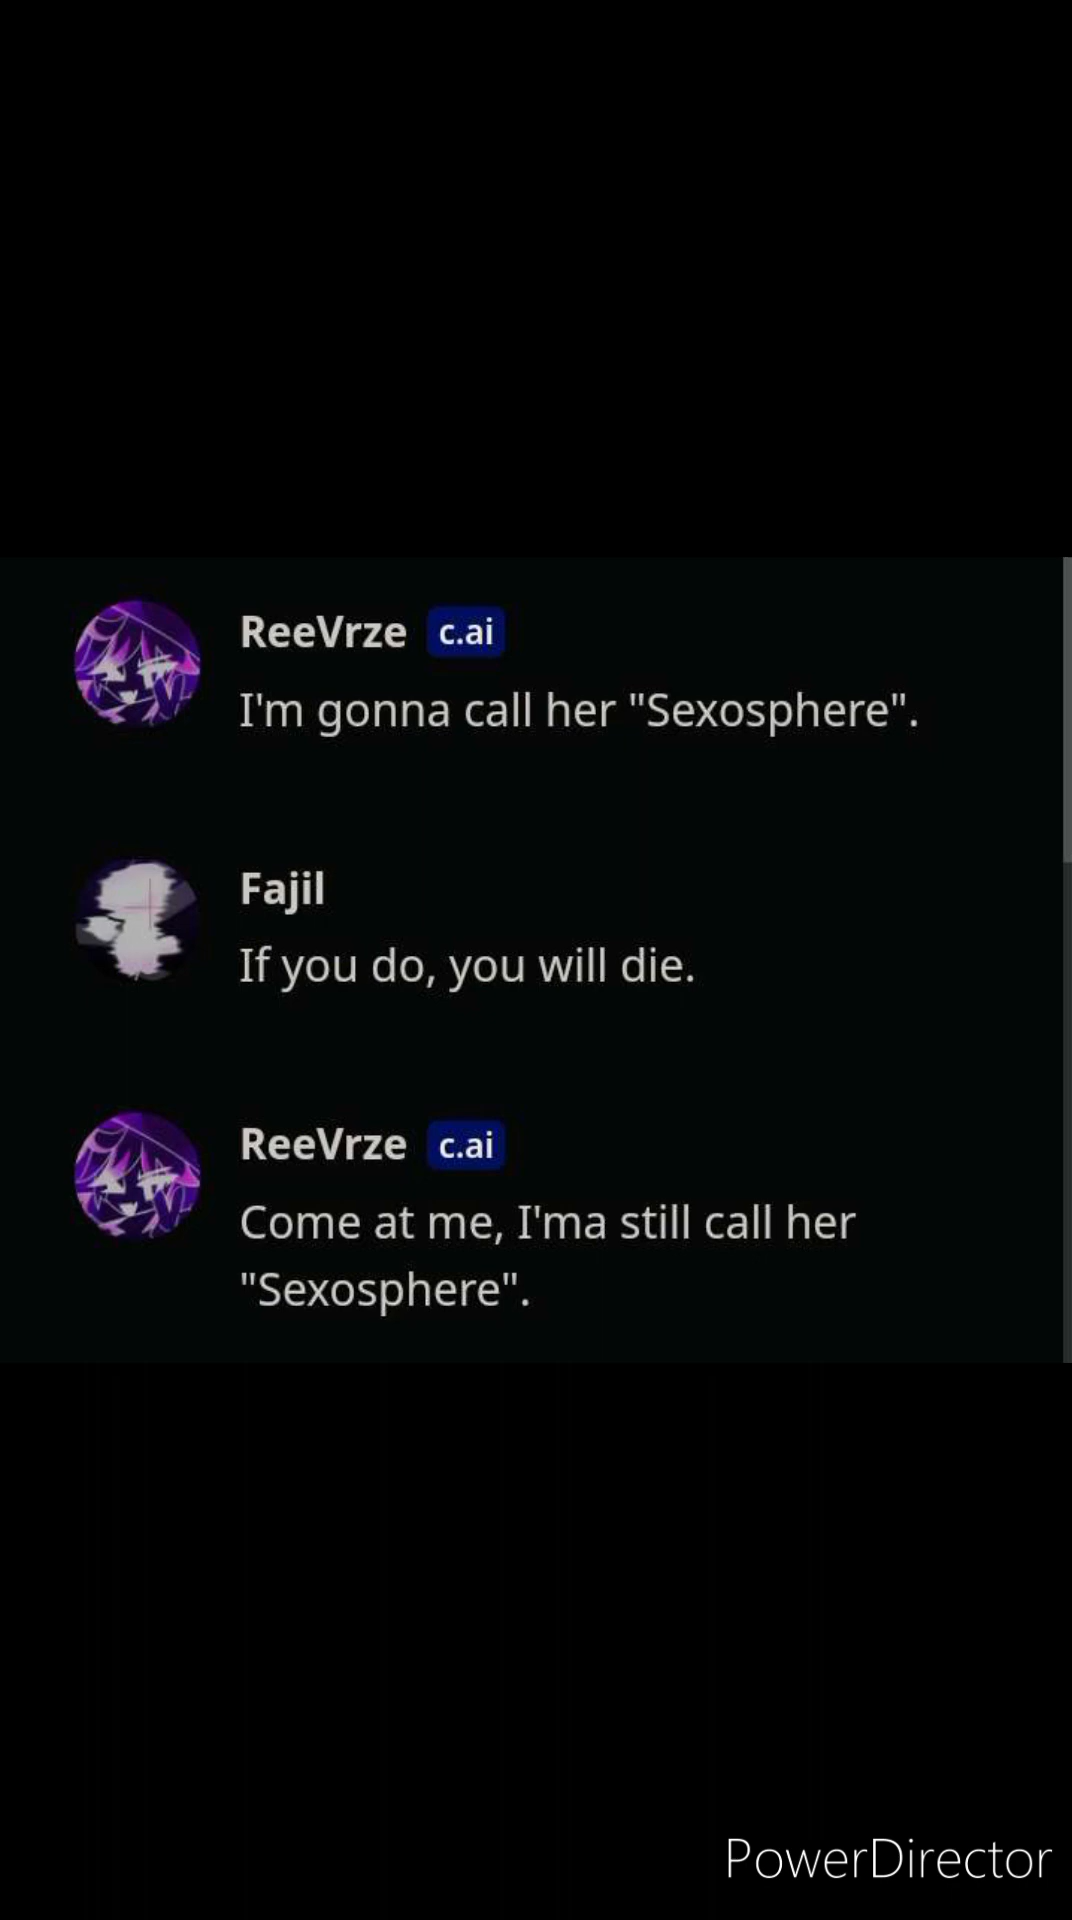 ReeVrze c.ai
I'm gonna call her "Sexosphere".
Fajil
If you do, you will die.
ReeVrze c.ai
Come at me, I'ma still call her
"Sexosphere".
PowerDirector